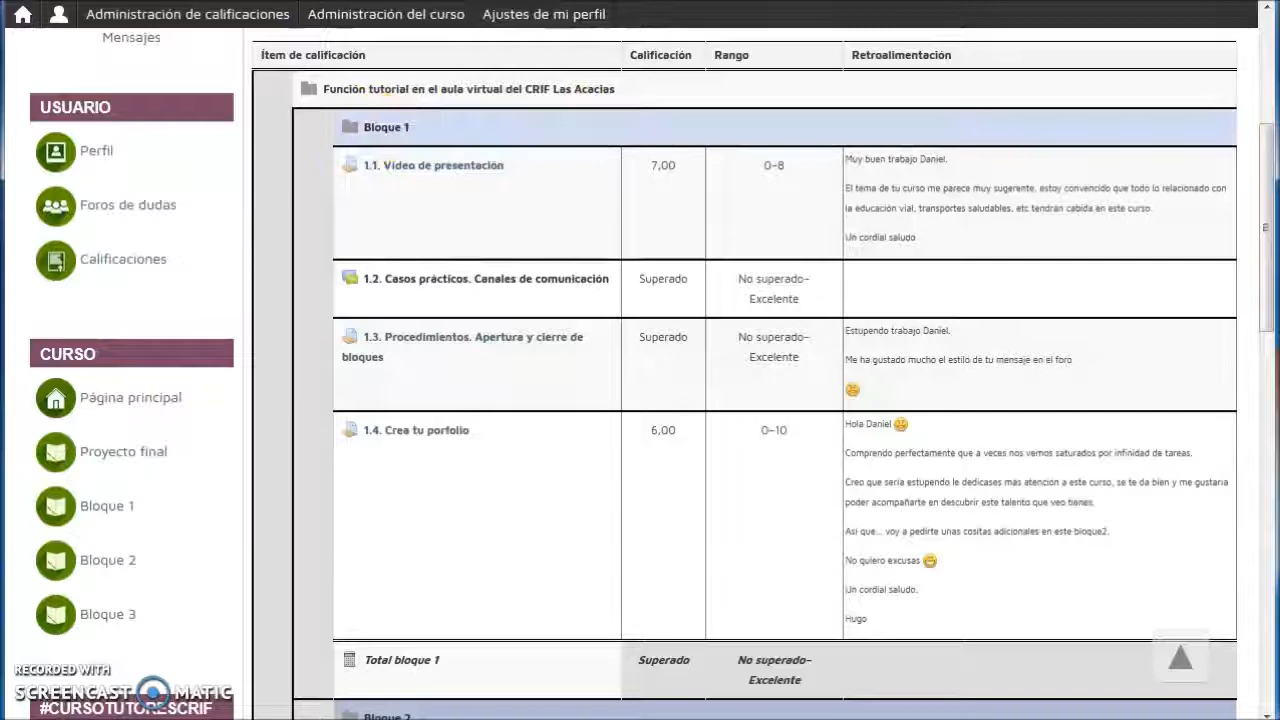 Administración de calificaciones Administración del curso Ajustes de mi perfil
Mensajes
USUARIO
Perfil
Foros de dudas
Calificaciones
CURSO
Página principal
Proyecto final
Bloque 1
Bloque 2
Bloque 3
RECORDED WITH
SCREENCAST MATIC
#CURSOTUTORESCRIF
Ítem de calificación Calificación Rango Retroalimentación
Función tutorial en el aula virtual del CRIF Las Acacias
Bloque 1
1.1. Vídeo de presentación 7,00 0–8
Muy buen trabajo Daniel.
El tema de tu curso me parece muy sugerente, estoy convencido que todo lo relacionado con
la educación vial, transportes saludables, etc tendrán cabida en este curso.
Un cordial saludo
1.2. Casos prácticos. Canales de comunicación Superado No superado–
Excelente
1.3. Procedimientos. Apertura y cierre de
bloques
Superado No superado–
Excelente
Estupendo trabajo Daniel.
Me ha gustado mucho el estilo de tu mensaje en el foro
1.4. Crea tu porfolio 6,00 0–10
Hola Daniel
Comprendo perfectamente que a veces nos vemos saturados por infinidad de tareas.
Creo que sería estupendo le dedicases más atención a este curso, se te da bien y me gustaría
poder acompañarte en descubrir este talento que veo tienes.
Así que... voy a pedirte unas cositas adicionales en este bloque2.
No quiero excusas
Un cordial saludo.
Hugo
Total bloque 1 Superado No superado–
Excelente
Bloque 2